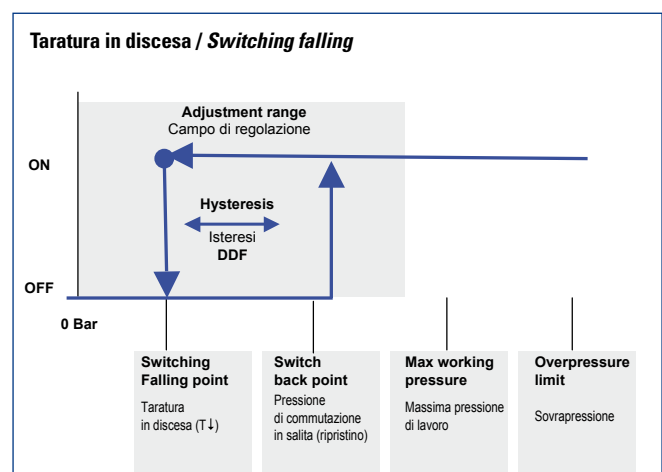 Taratura in discesa / Switching falling
Adjustment range
Campo di regolazione
ON
Hysteresis
Isteresi
DDF
OFF
0 Bar
Switching
Falling point
Taratura
in discesa (T↓)
Switch
back point
Pressione
di commutazione
in salita (ripristino)
Max working
pressure
Massima pressione
di lavoro
Overpressure
limit
Sovrapressione